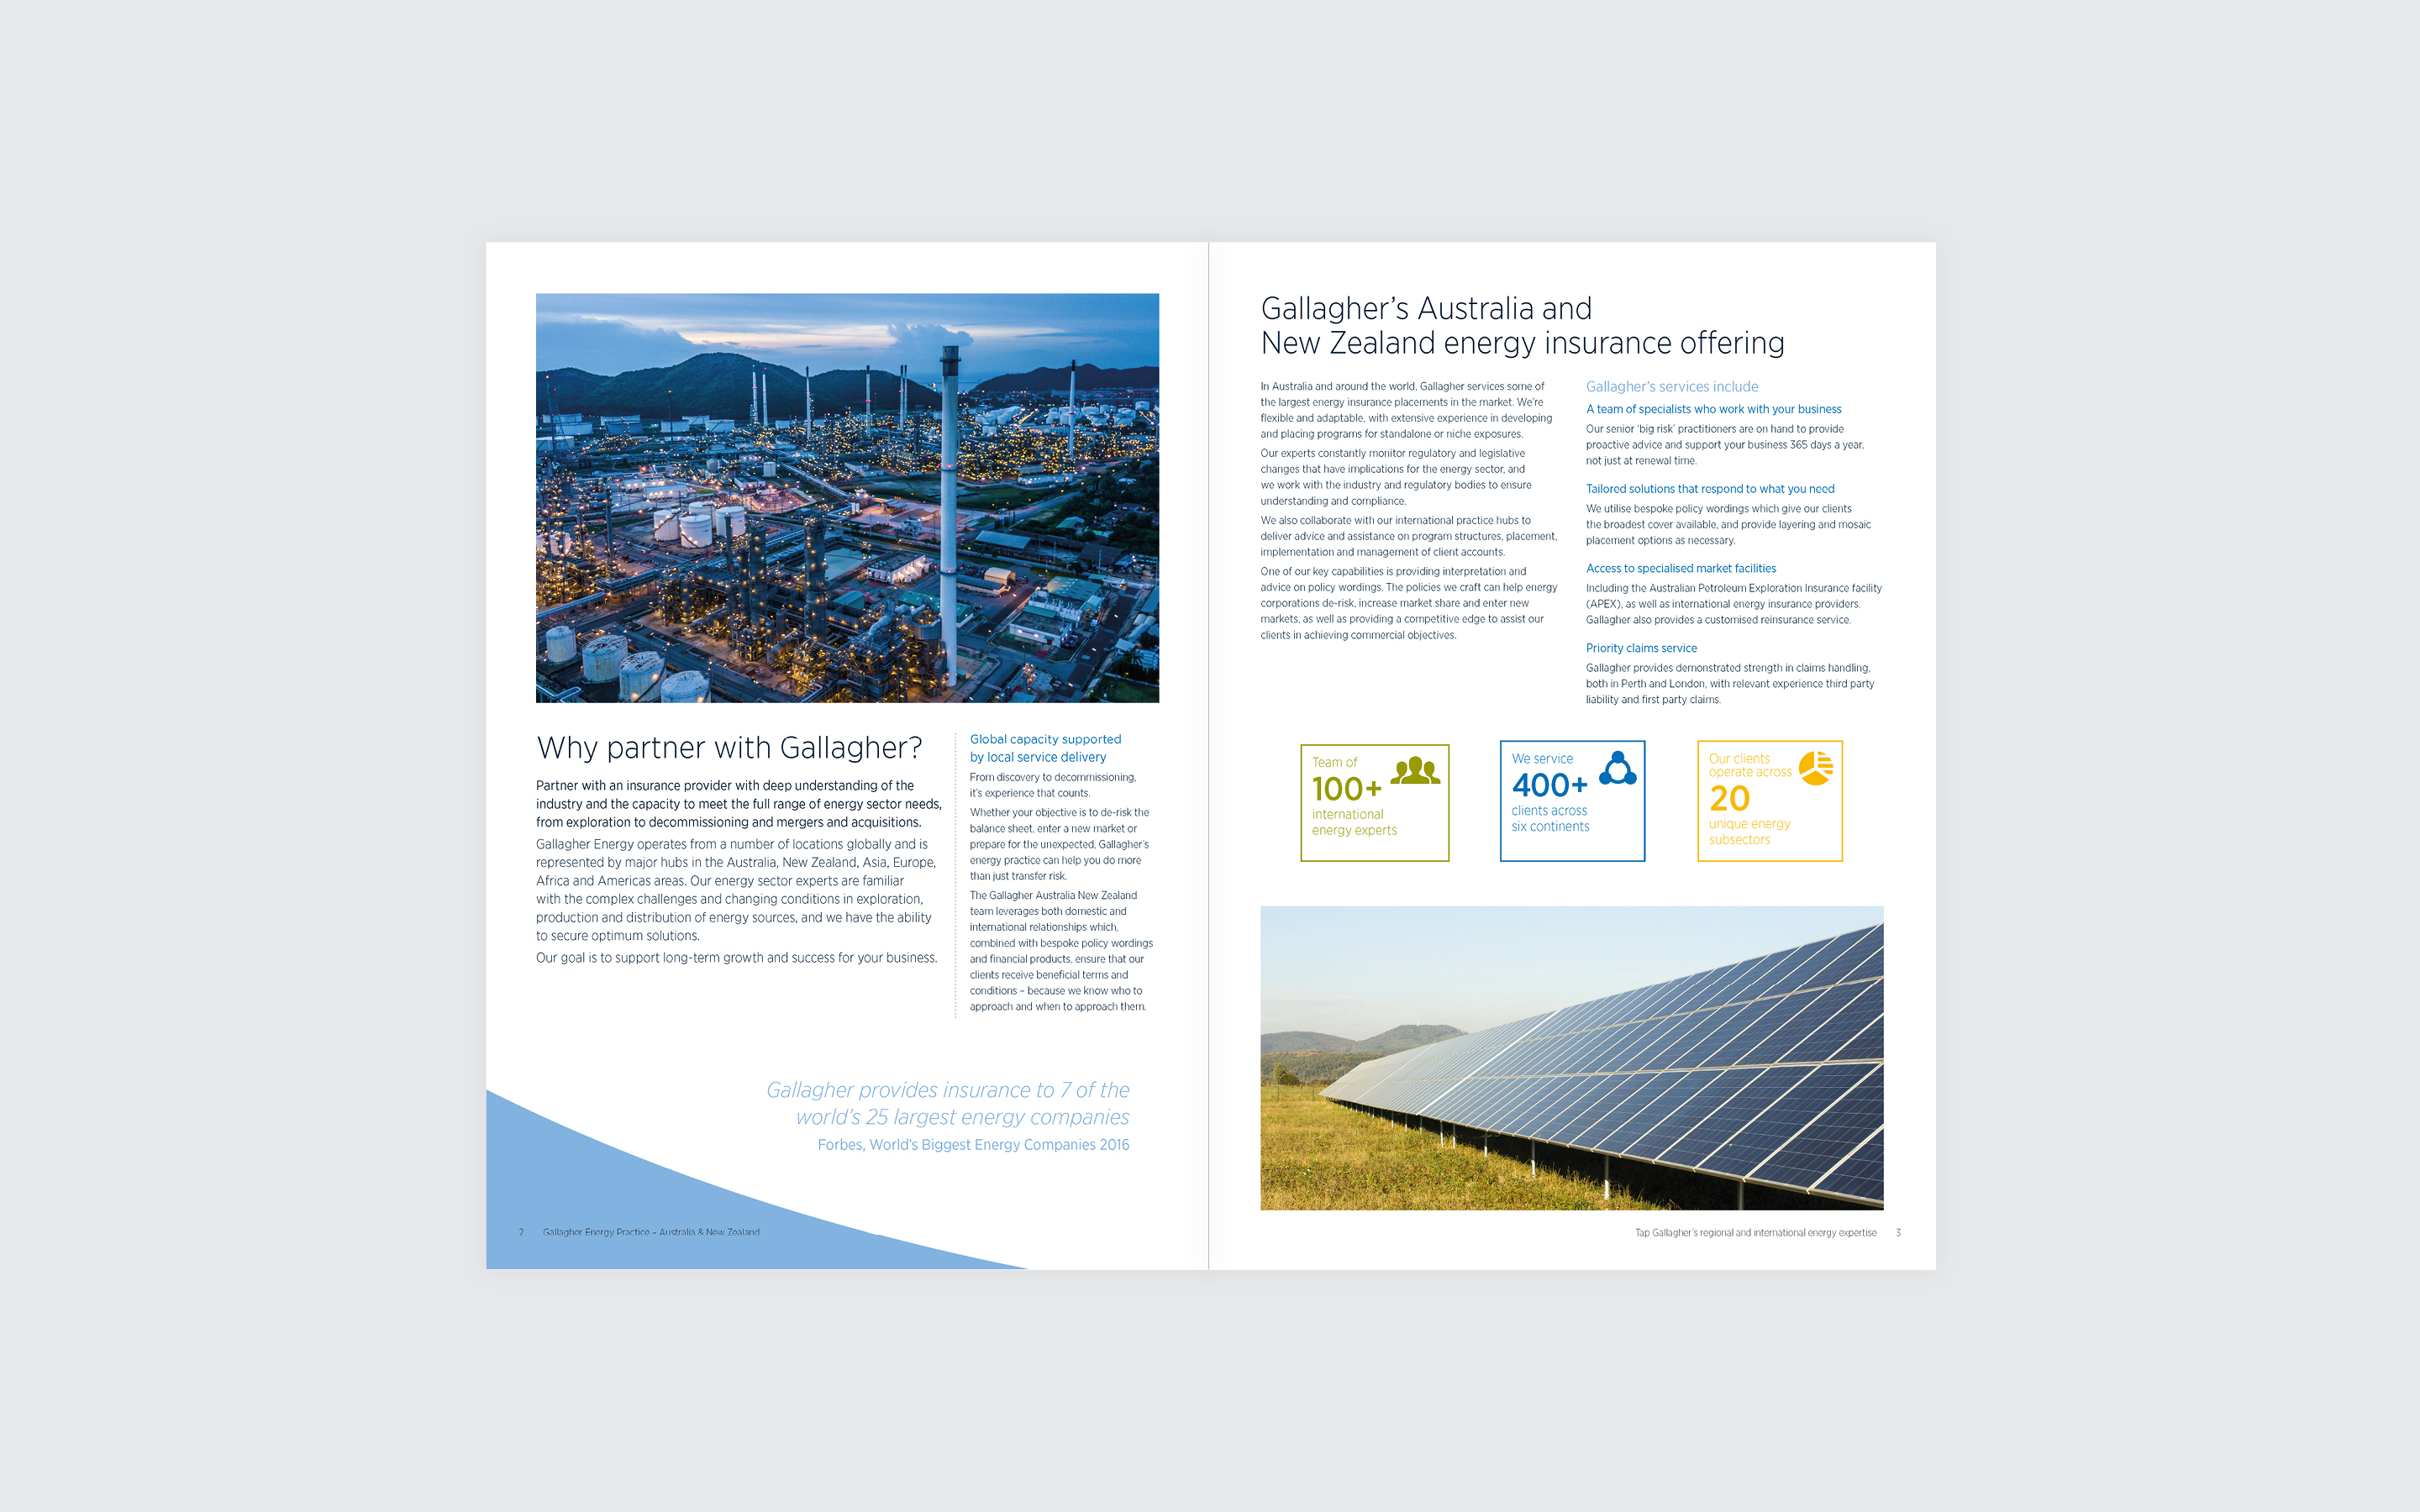 Why partner with Gallagher?
Partner with an insurance provider with deep understanding of the
industry and the capacity to meet the full range of energy sector needs,
from exploration to decommissioning and mergers and acquisitions.
Gallagher Energy operates from a number of locations globally and is
represented by major hubs in the Australia, New Zealand, Asia, Europe,
Africa and Americas areas. Our energy sector experts are familiar
with the complex challenges and changing conditions in exploration,
production and distribution of energy sources, and we have the ability
to secure optimum solutions.
Our goal is to support long-term growth and success for your business.
Global capacity supported
by local service delivery
From discovery to decommissioning,
it's experience that counts.
Whether your objective is to de-risk the
balance sheet, enter a new market or
prepare for the unexpected, Gallagher's
energy practice can help you do more
than just transfer risk.
The Gallagher Australia New Zealand
team leverages both domestic and
international relationships which,
combined with bespoke policy wordings
and financial products, ensure that our
clients receive beneficial terms and
conditions – because we know who to
approach and when to approach them.
Gallagher provides insurance to 7 of the
world's 25 largest energy companies
Forbes, World's Biggest Energy Companies 2016
2 Gallagher Energy Practice – Australia & New Zealand
Gallagher's Australia and
New Zealand energy insurance offering
In Australia and around the world, Gallagher services some of
the largest energy insurance placements in the market. We're
flexible and adaptable, with extensive experience in developing
and placing programs for standalone or niche exposures.
Our experts constantly monitor regulatory and legislative
changes that have implications for the energy sector, and
we work with the industry and regulatory bodies to ensure
understanding and compliance.
We also collaborate with our international practice hubs to
deliver advice and assistance on program structures, placement,
implementation and management of client accounts.
One of our key capabilities is providing interpretation and
advice on policy wordings. The policies we craft can help energy
corporations de-risk, increase market share and enter new
markets, as well as providing a competitive edge to assist our
clients in achieving commercial objectives.
Gallagher's services include
A team of specialists who work with your business
Our senior 'big risk' practitioners are on hand to provide
proactive advice and support your business 365 days a year,
not just at renewal time.
Tailored solutions that respond to what you need
We utilise bespoke policy wordings which give our clients
the broadest cover available, and provide layering and mosaic
placement options as necessary.
Access to specialised market facilities
Including the Australian Petroleum Exploration Insurance facility
(APEX), as well as international energy insurance providers.
Gallagher also provides a customised reinsurance service.
Priority claims service
Gallagher provides demonstrated strength in claims handling,
both in Perth and London, with relevant experience third party
liability and first party claims.
Team of
100+
international
energy experts
We service
400+
clients across
six continents
Our clients
operate across
20
unique energy
subsectors
Tap Gallagher's regional and international energy expertise 3